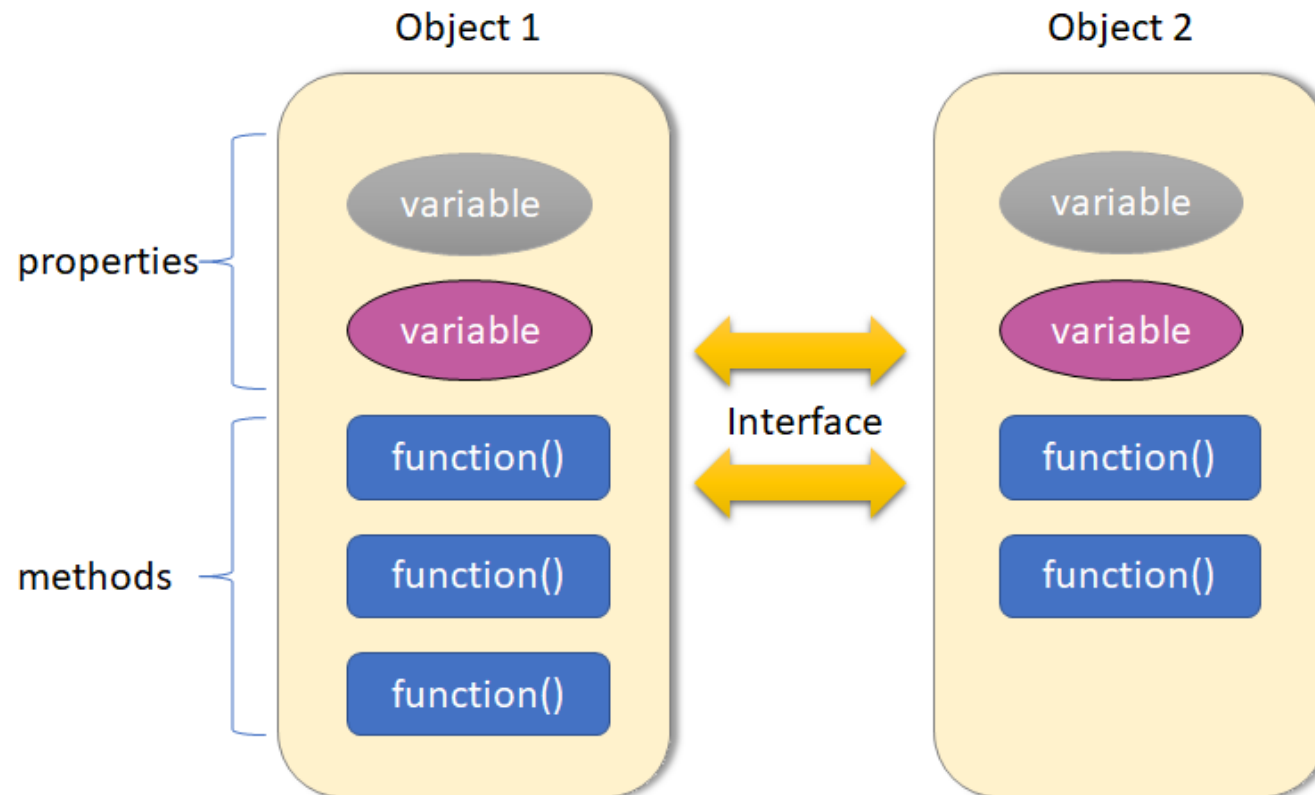 Object 1
Object 2
properties
variable
variable
variable
variable
Interface
methods
function()
function()
function()
function()
function()